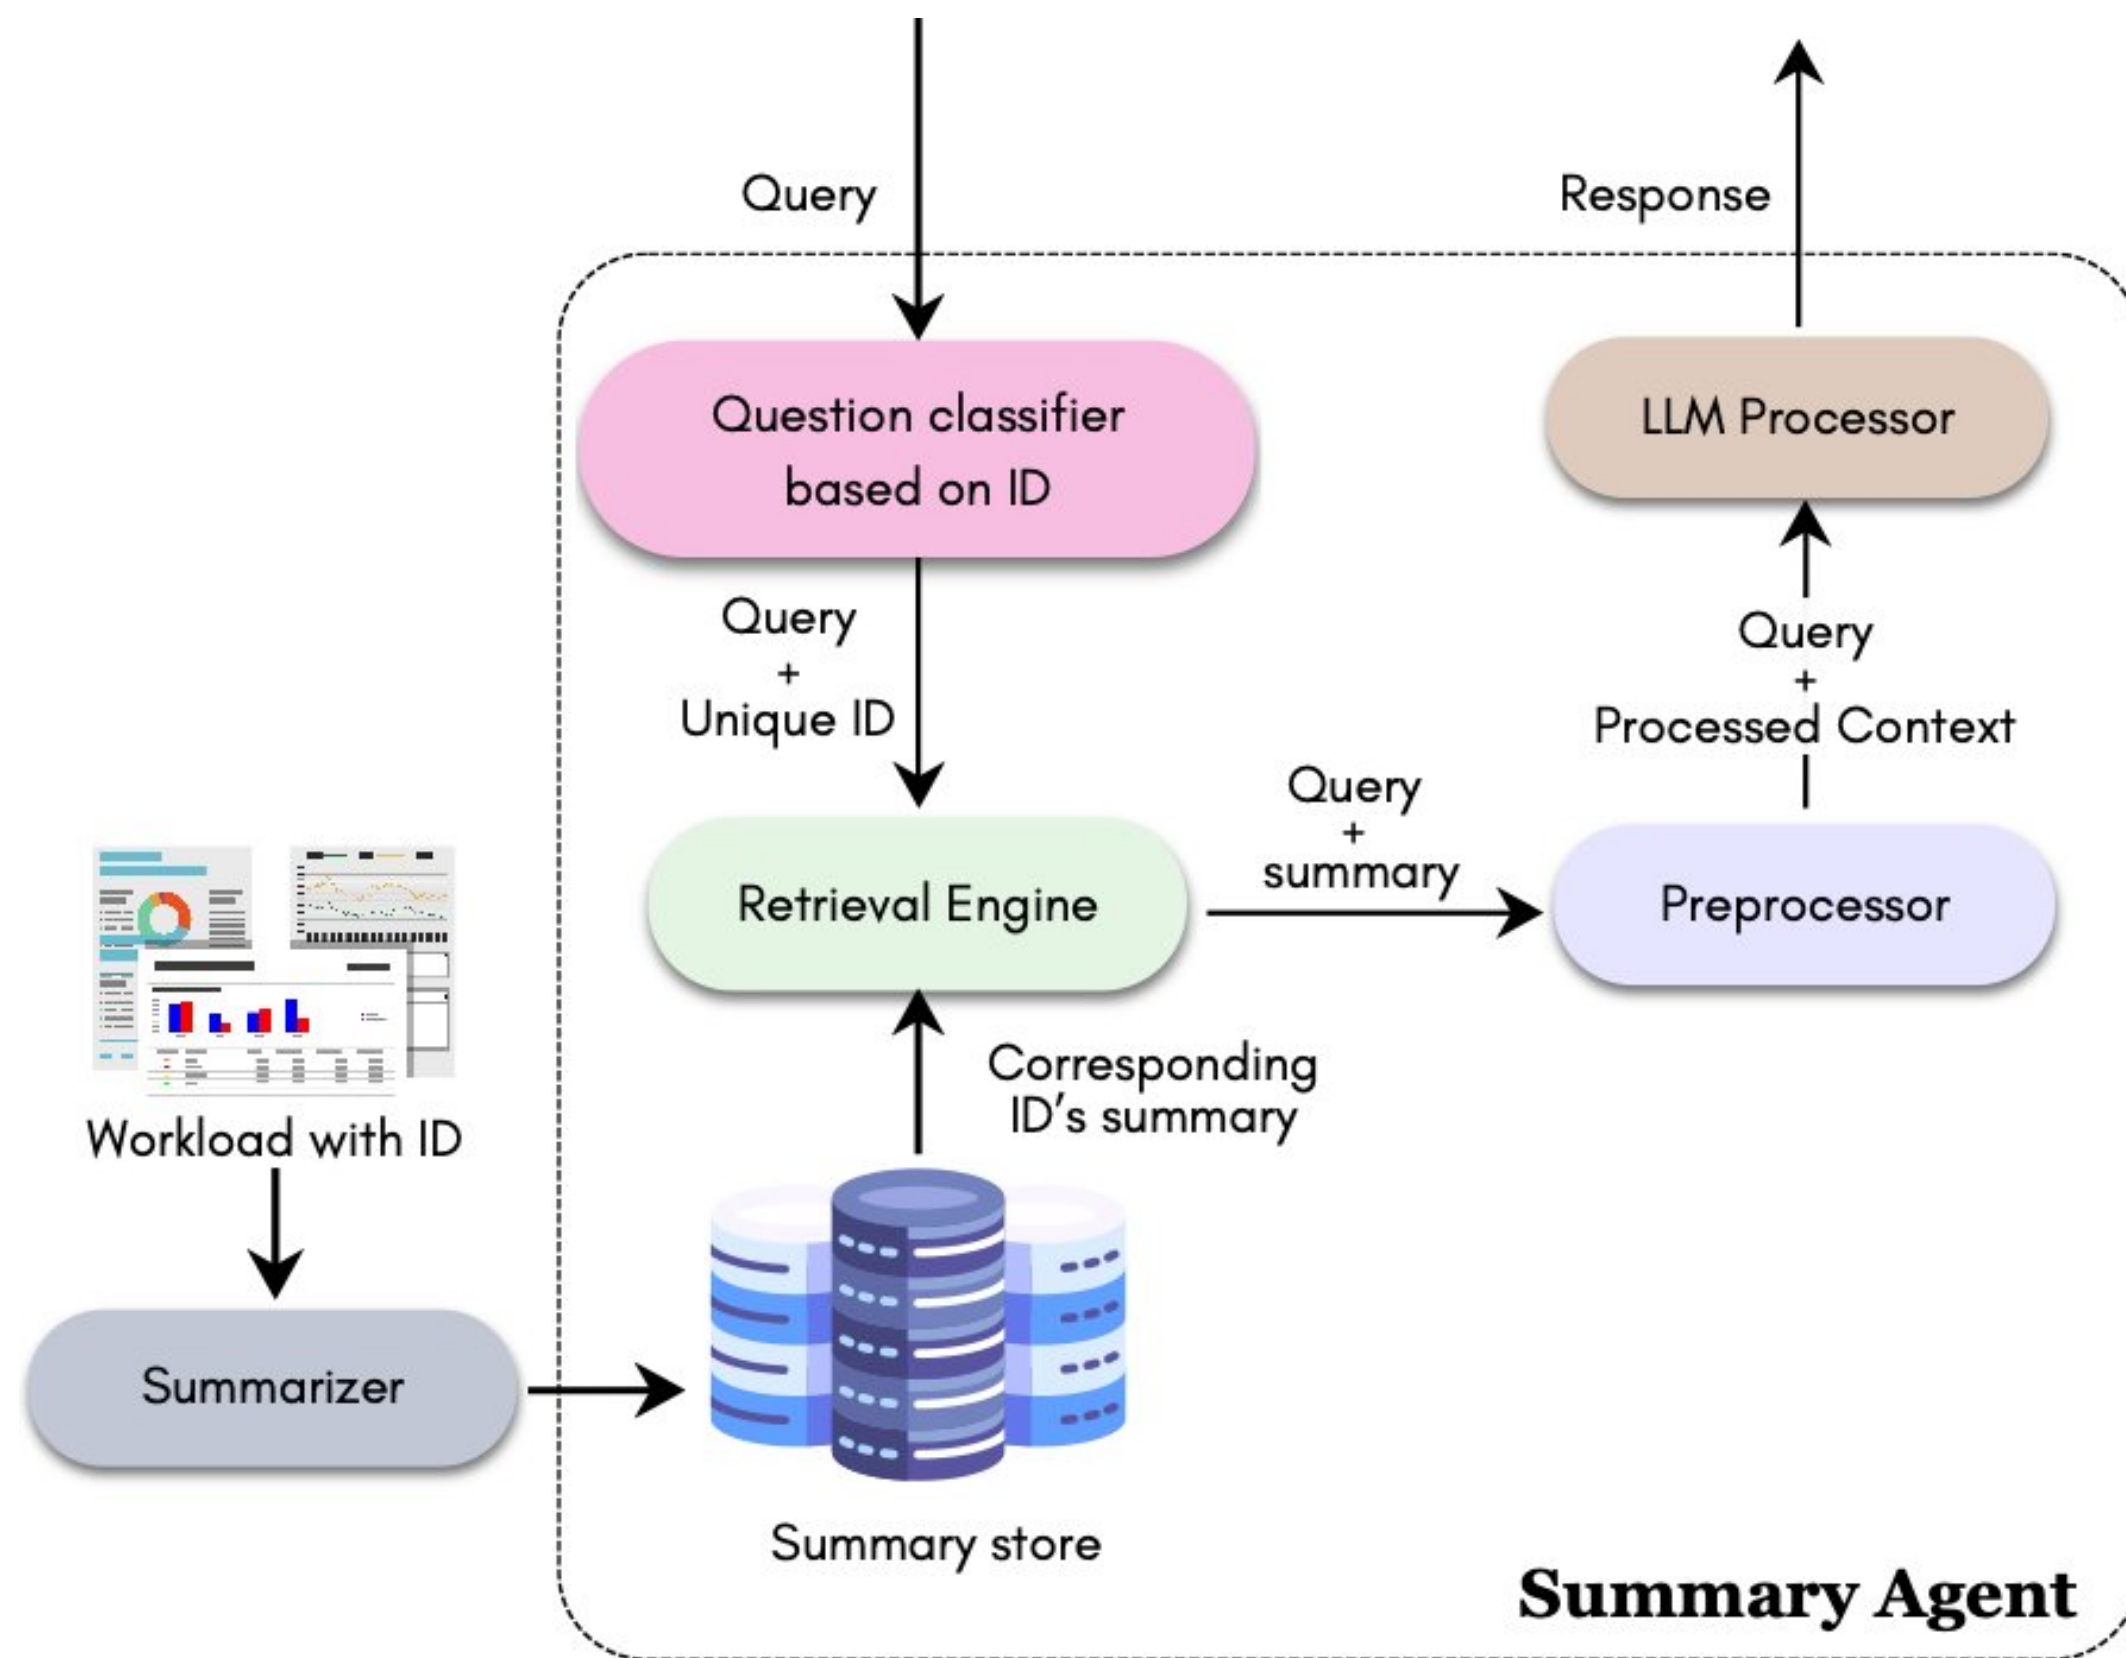 Query
Response
Question classifier
based on ID
LLM Processor
Query
+
Unique ID
Query
+
Processed Context
Query
+
summary
Retrieval Engine
Preprocessor
Corresponding
ID’s summary
Workload with ID
Summarizer
Summary store
Summary Agent